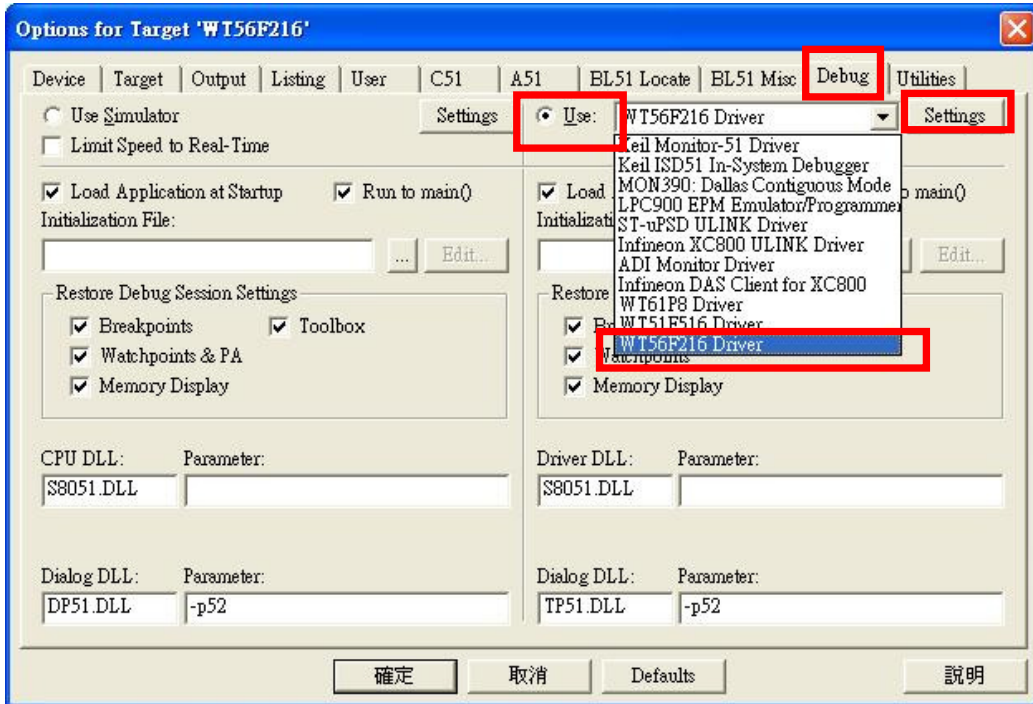 Options for Target 'WT56F216'
Device Target Output Listing User C51 A51 BL51 Locate BL51 Misc Debug Utilities
Use Simulator Settings Use: WT56F216 Driver Settings
Limit Speed to Real-Time
Keil Monitor-51 Driver
Keil ISD51 In-System Debugger
MON390: Dallas Contiguous Mode
LPC900 EPM Emulator/Programmer
ST-uPSD ULINK Driver
Infineon XC800 ULINK Driver
ADI Monitor Driver
Infineon DAS Client for XC800
WT61P8 Driver
WT51F516 Driver
WT56F216 Driver
Load Application at Startup Run to main() Load main()
Initialization File:
... Edit... Edit...
Restore Debug Session Settings Restore
Breakpoints Toolbox
Watchpoints & PA Watchpoints
Memory Display Memory Display
CPU DLL: Parameter: Driver DLL: Parameter:
S8051.DLL S8051.DLL
Dialog DLL: Parameter: Dialog DLL: Parameter:
DP51.DLL -p52 TP51.DLL -p52
確定 取消 Defaults 說明